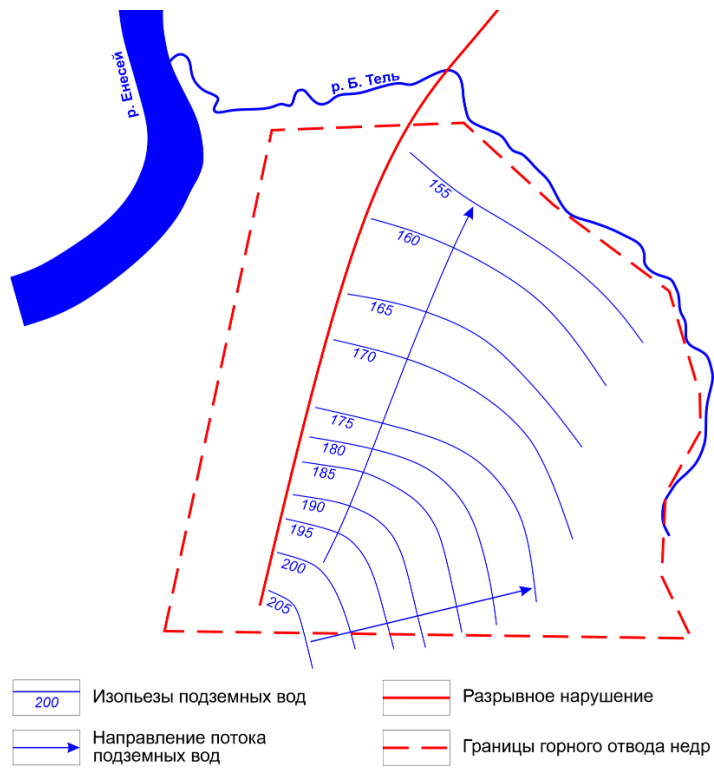 р. Енесей
р. Б. Тель
155
160
165
170
175
180
185
190
195
200
205
200
Изопьезы подземных вод
Разрывное нарушение
Направление потока
подземных вод
Границы горного отвода недр